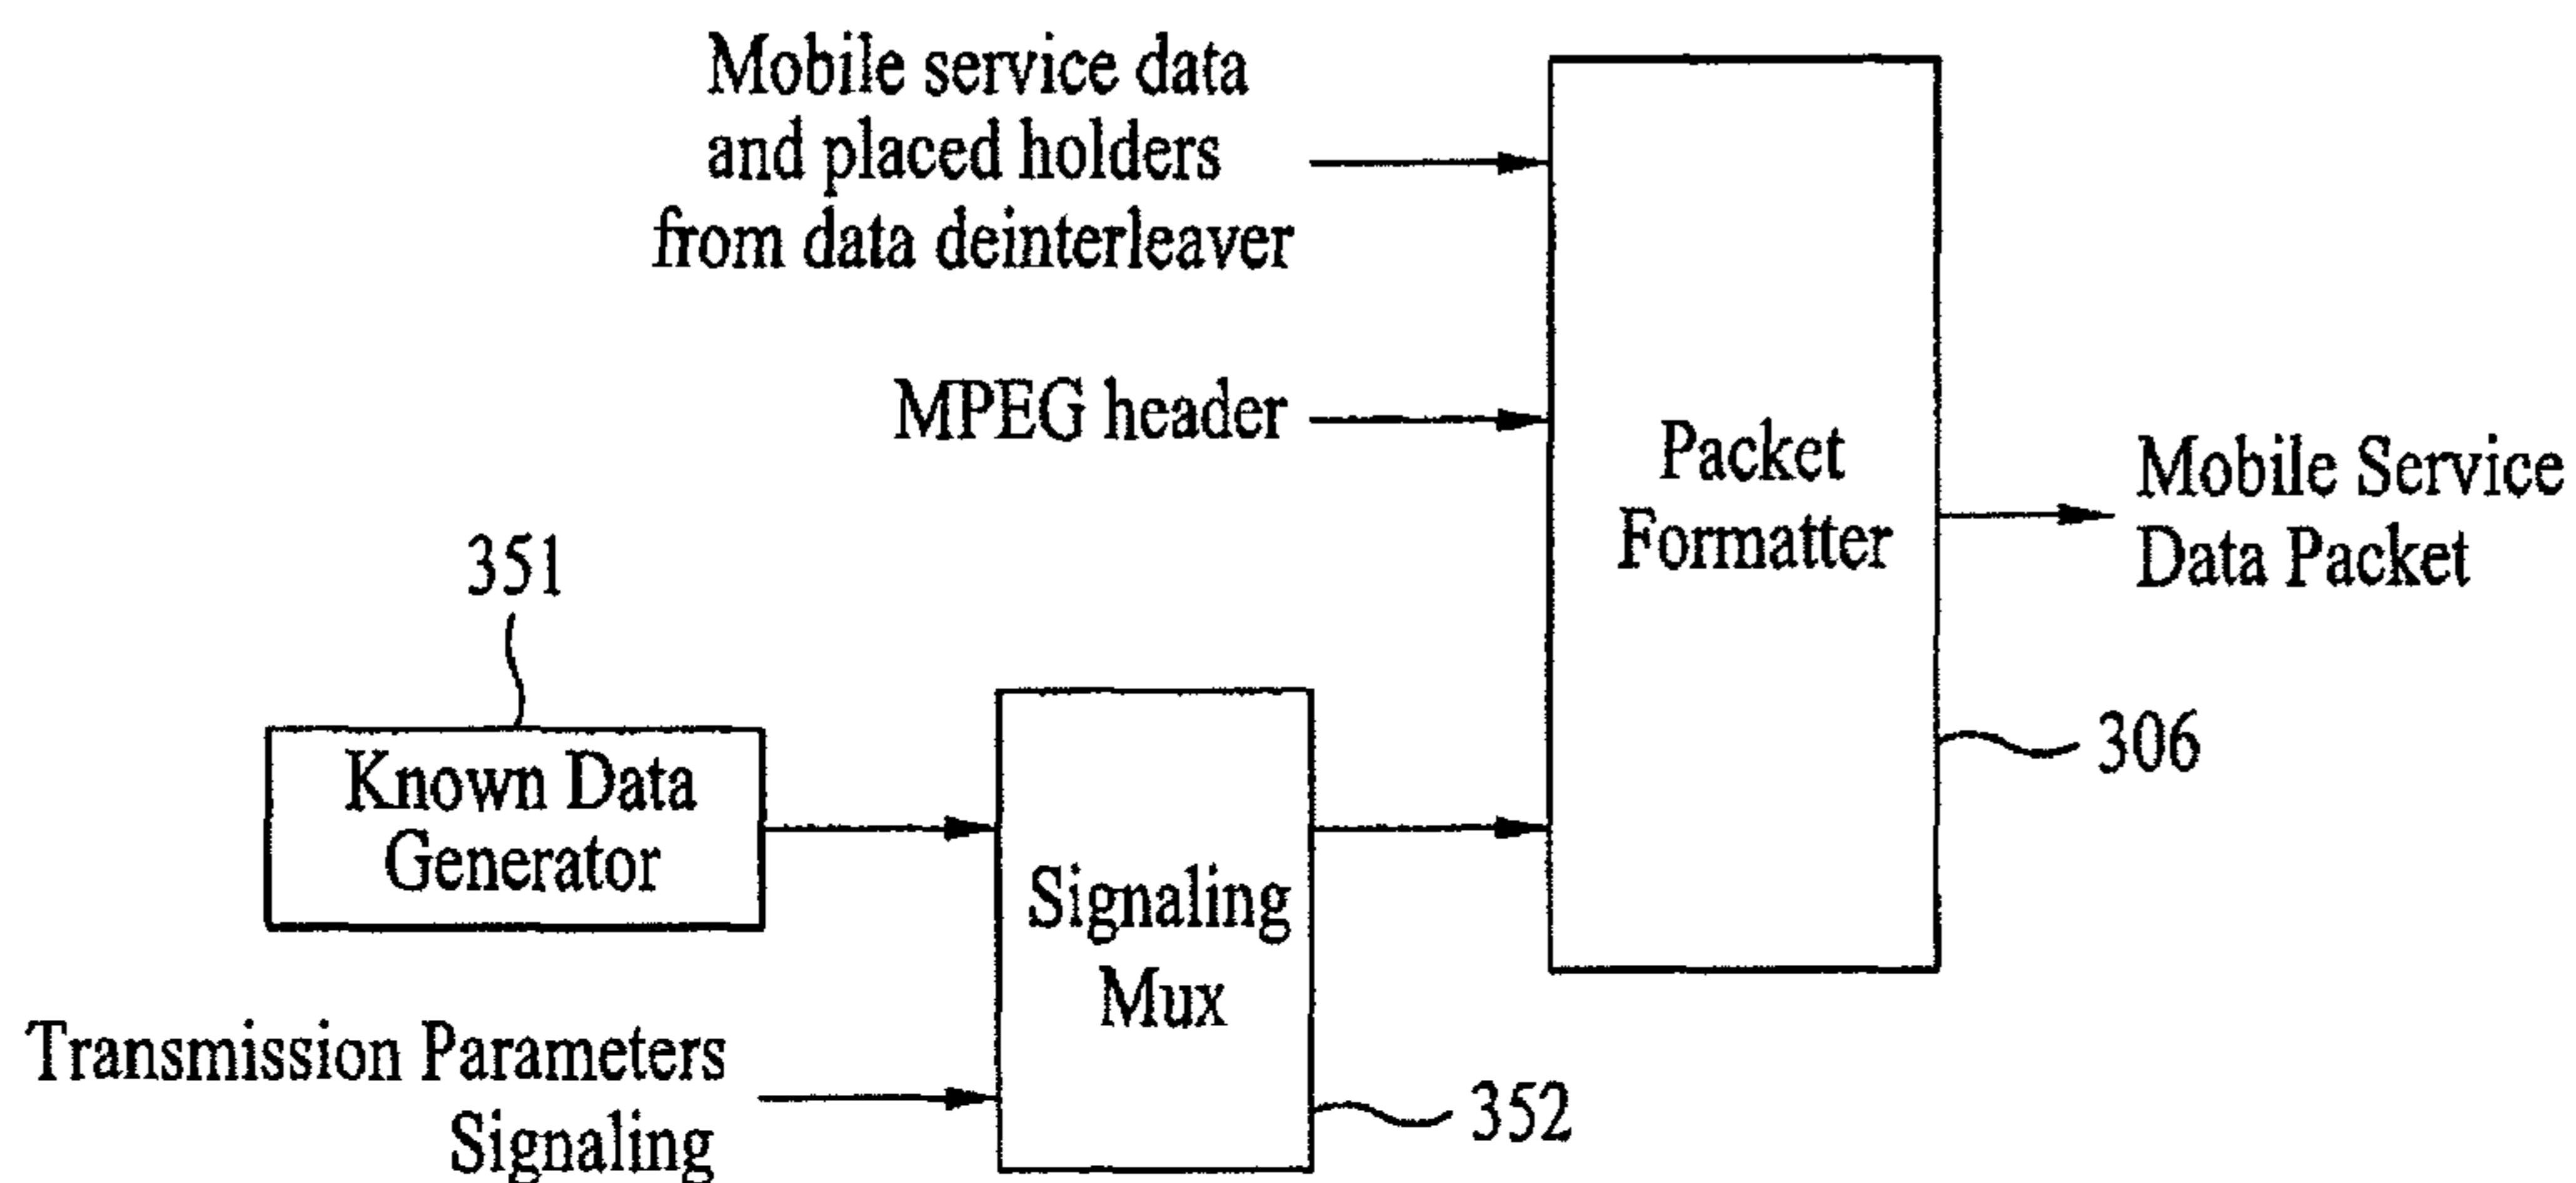 Mobile service data
and placed holders
from data deinterleaver
MPEG header
Packet
Formatter
Mobile Service
Data Packet
306
351
Known Data
Generator
Signaling
Mux
352
Transmission Parameters
Signaling